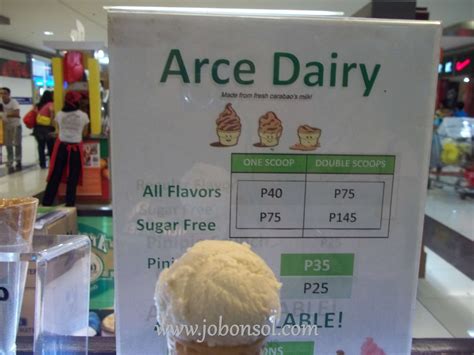 Arce Dairy
Made from fresh carabao's milk!
ONE SCOOP DOUBLE SCOOPS
All Flavors P40 P75
Sugar Free P75 P145
P35
P25
ABLE!
www.jobonsol.com